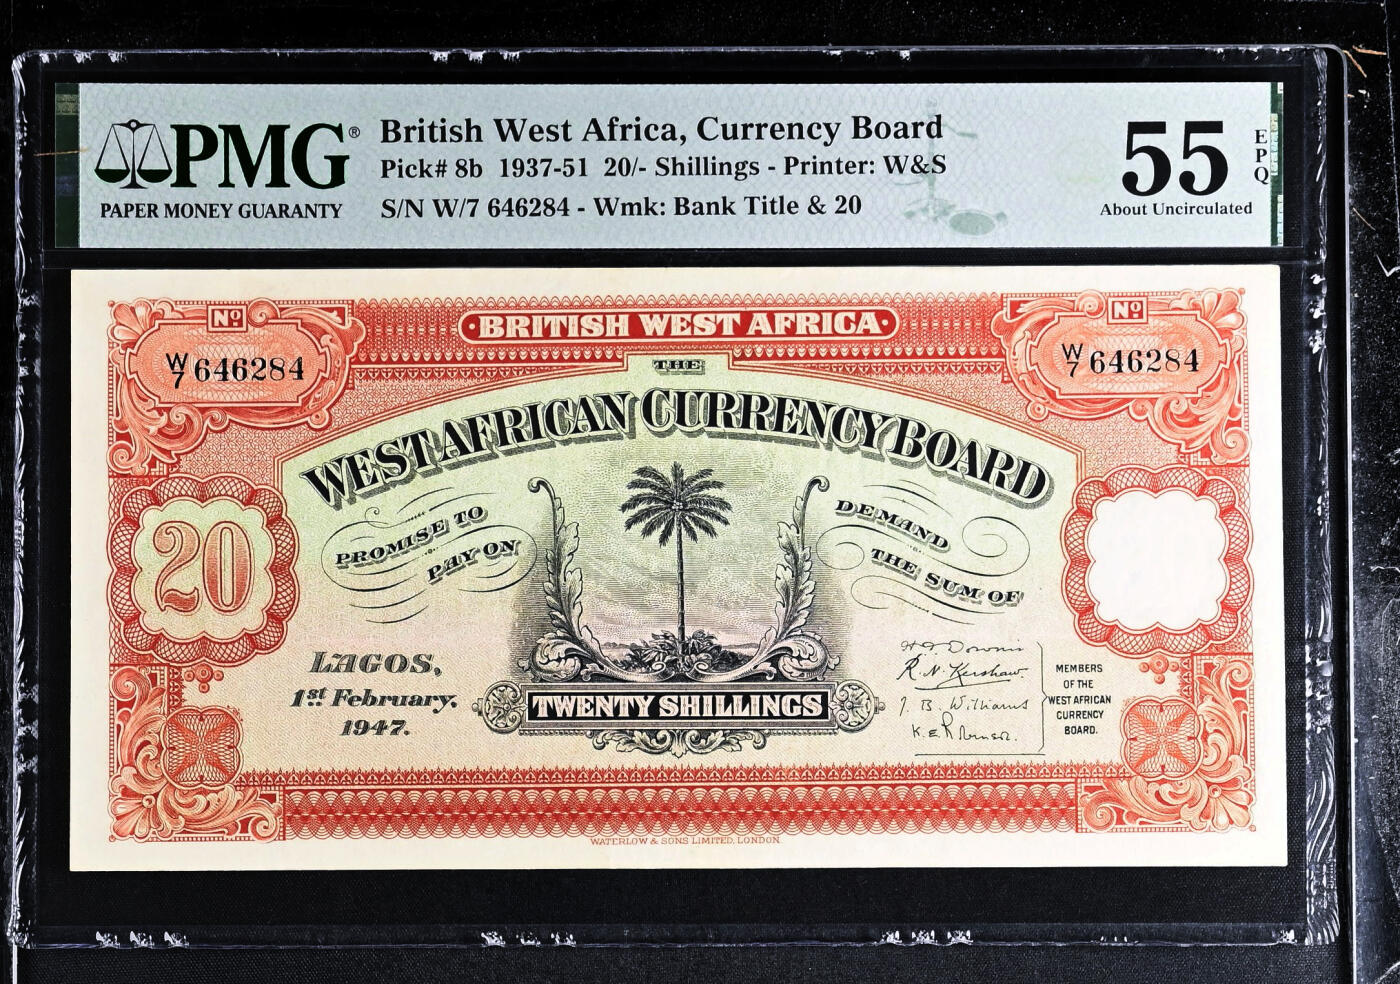 PMG®
PAPER MONEY GUARANTY
British West Africa, Currency Board
Pick# 8b 1937-51 20/- Shillings - Printer: W&S
S/N W/7 646284 - Wmk: Bank Title & 20
55
EPQ
About Uncirculated
Nº
BRITISH WEST AFRICA
Nº
W/7 646284
W/7 646284
THE
WEST AFRICAN CURRENCY BOARD
PROMISE TO
PAY ON
DEMAND
THE SUM OF
20
LAGOS,
1st February,
1947.
TWENTY SHILLINGS
R. N. Kershaw.
J. B. Williams
MEMBERS
OF THE
WEST AFRICAN
CURRENCY
BOARD.
WATERLOW & SONS LIMITED, LONDON.